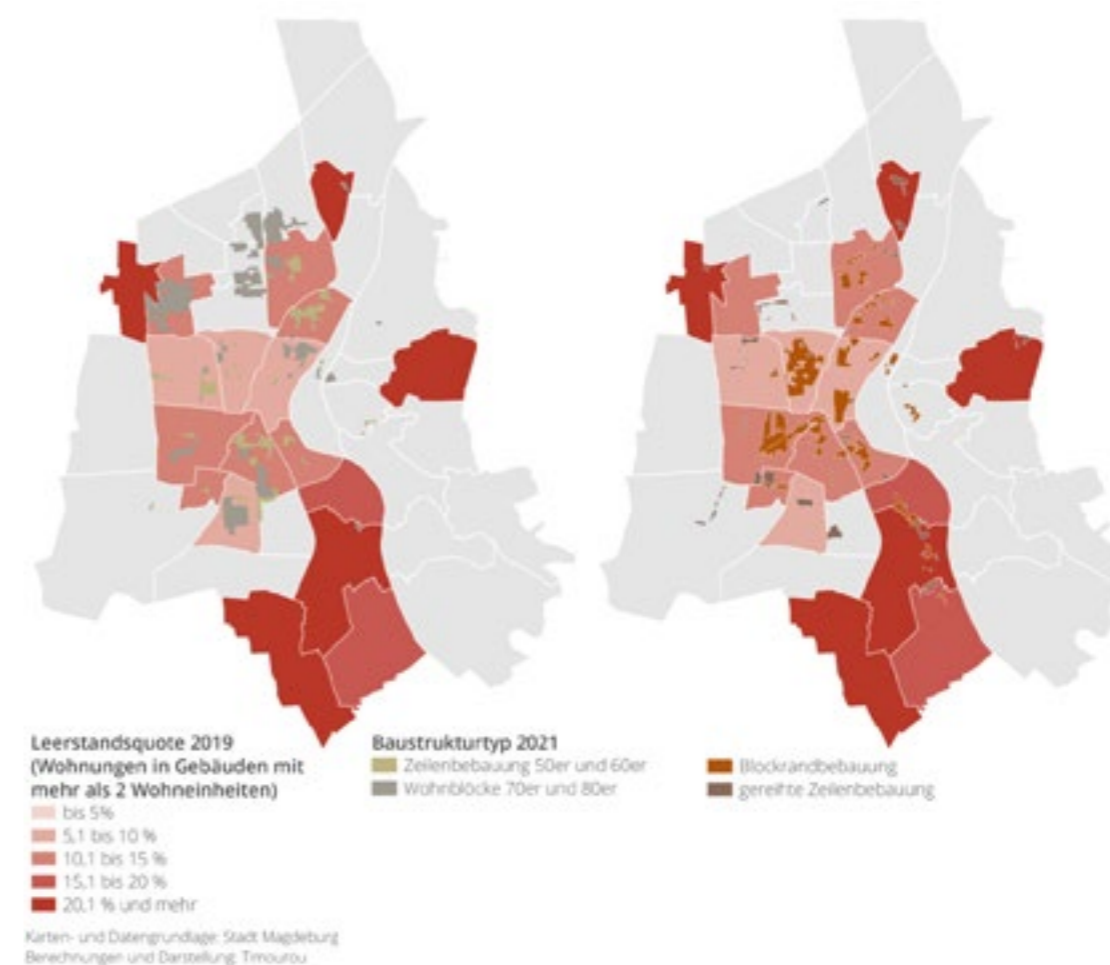 Leerstandsquote 2019
(Wohnungen in Gebäuden mit
mehr als 2 Wohneinheiten)
bis 5%
5,1 bis 10 %
10,1 bis 15 %
15,1 bis 20 %
20,1 % und mehr
Baustrukturtyp 2021
Zeilenbebauung 50er und 60er
Wohnblöcke 70er und 80er
Blockrandbebauung
gereihte Zeilenbebauung
Karten- und Datengrundlage: Stadt Magdeburg
Berechnungen und Darstellung: Timourou